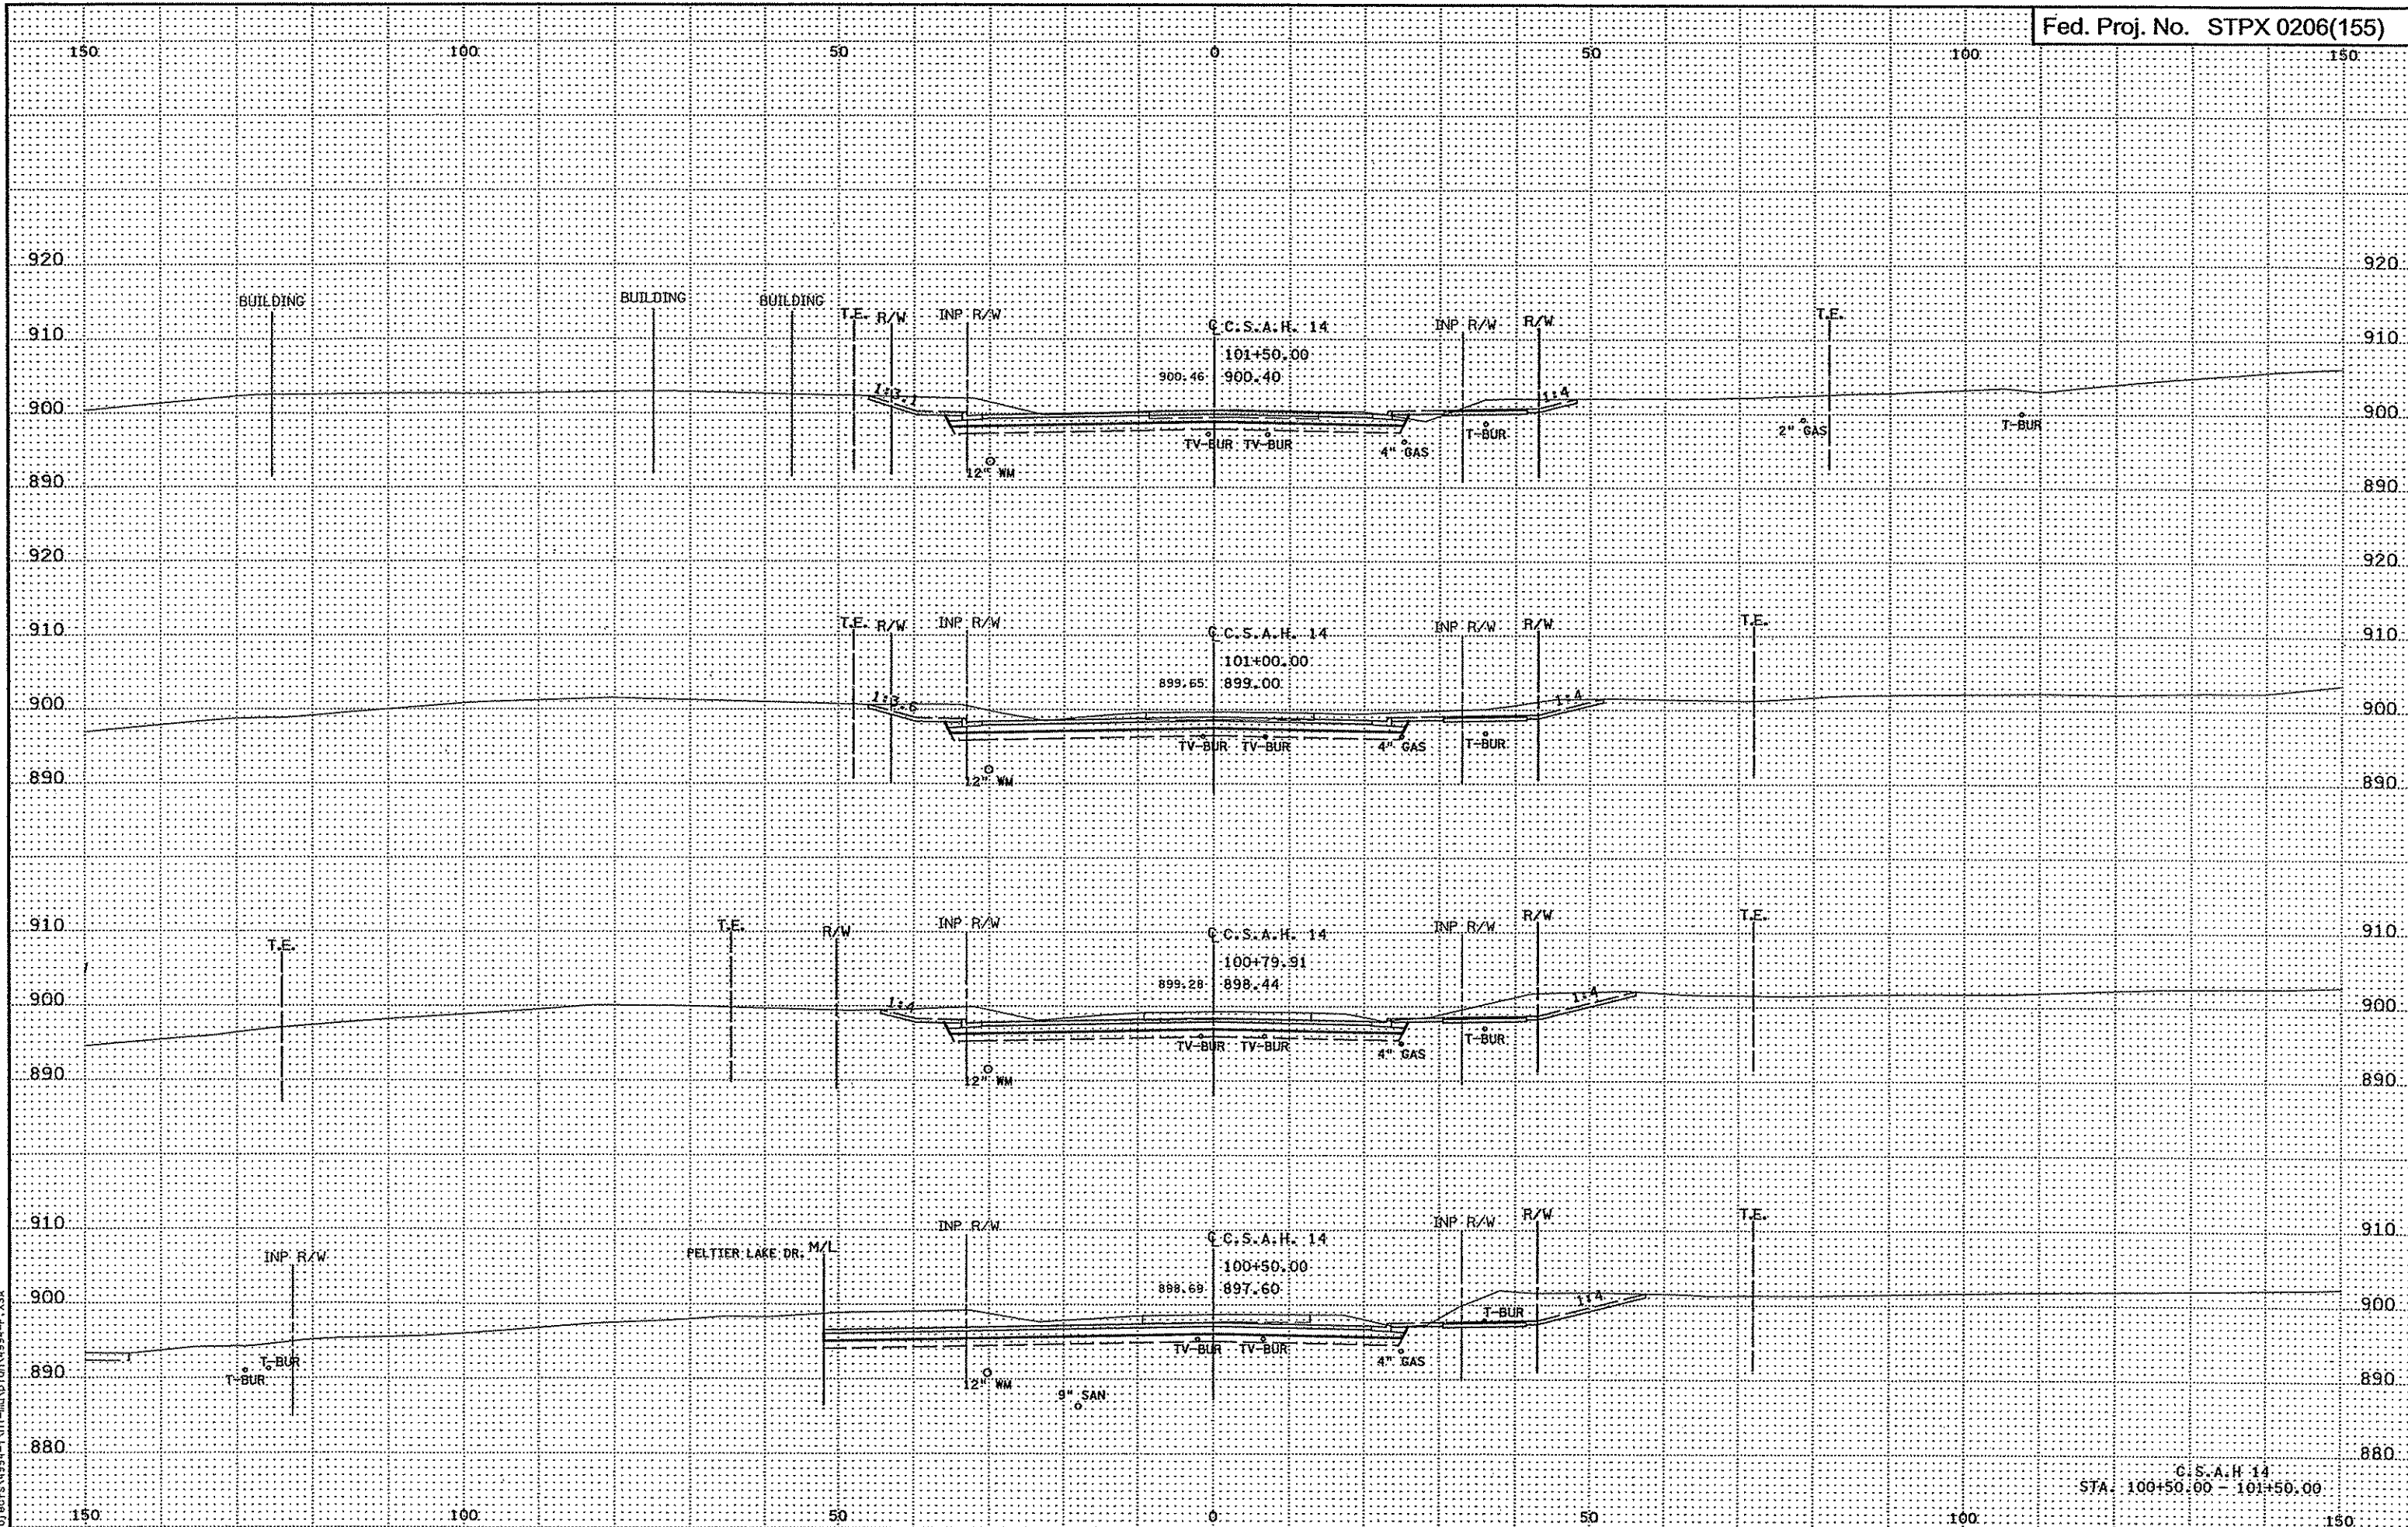 Fed. Proj. No. STPX 0206(155)
150 100 50 0 50 100 150
920 920
BUILDING BUILDING BUILDING
T.E. R/W INP R/W INP R/W R/W T.E.
910 910
℄ C.S.A.H. 14
101+50.00
900.46 900.40
1:3.1 1:4
900 900
TV-BUR TV-BUR 4" GAS T-BUR 2" GAS T-BUR
12" WM
890 890
920 920
910 910
T.E. R/W INP R/W INP R/W R/W T.E.
℄ C.S.A.H. 14
101+00.00
899.65 899.00
1:3.6 1:4
900 900
TV-BUR TV-BUR 4" GAS T-BUR
12" WM
890 890
910 910
T.E. T.E. R/W INP R/W INP R/W R/W T.E.
℄ C.S.A.H. 14
100+79.91
899.28 898.44
1:4 1:4
900 900
TV-BUR TV-BUR 4" GAS T-BUR
12" WM
890 890
910 910
INP R/W PELTIER LAKE DR. M/L INP R/W INP R/W R/W T.E.
℄ C.S.A.H. 14
100+50.00
898.69 897.60
1:4
900 900
T-BUR
T-BUR
T-BUR
TV-BUR TV-BUR 4" GAS
12" WM
9" SAN
890 890
880 880
C.S.A.H 14
STA. 100+50.00 - 101+50.00
150 100 50 0 50 100 150